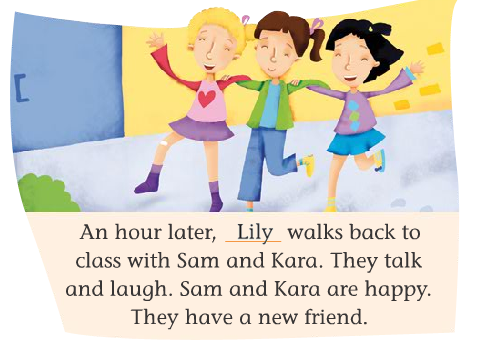 An hour later, Lily walks back to
class with Sam and Kara. They talk
and laugh. Sam and Kara are happy.
They have a new friend.